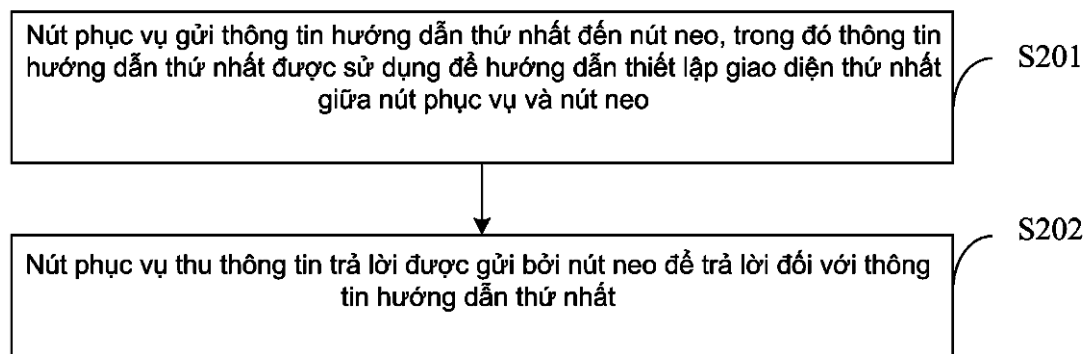 Nút phục vụ gửi thông tin hướng dẫn thứ nhất đến nút neo, trong đó thông tin
hướng dẫn thứ nhất được sử dụng để hướng dẫn thiết lập giao diện thứ nhất
giữa nút phục vụ và nút neo
S201
Nút phục vụ thu thông tin trả lời được gửi bởi nút neo để trả lời đối với thông
tin hướng dẫn thứ nhất
S202